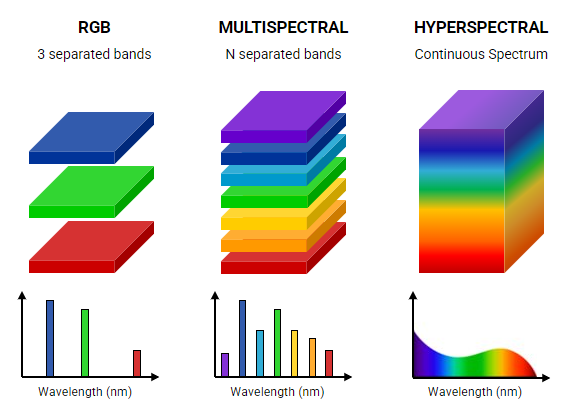 RGB
3 separated bands
MULTISPECTRAL
N separated bands
HYPERSPECTRAL
Continuous Spectrum
Wavelength (nm)
Wavelength (nm)
Wavelength (nm)